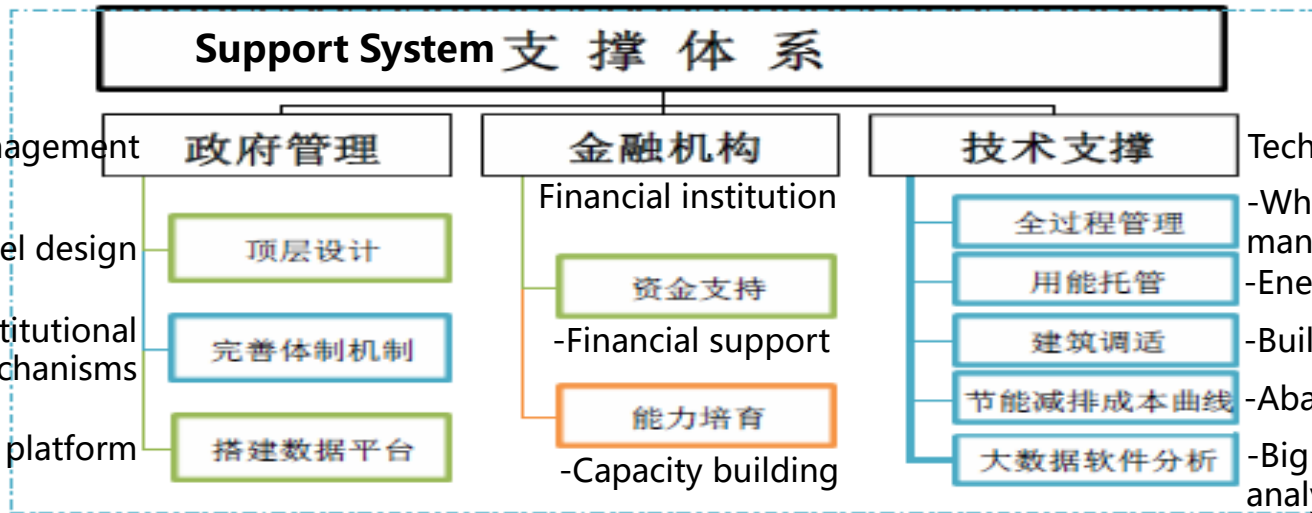 Support System 支撑体系
nagement 政府管理 金融机构 技术支撑 Tech
Financial institution
el design 顶层设计
titutional
chanisms
完善体制机制
platform 搭建数据平台
资金支持
-Financial support
能力培育
-Capacity building
全过程管理 -Wh
man
用能托管 -Ene
建筑调适 -Buil
节能减排成本曲线 -Aba
大数据软件分析 -Big
analy